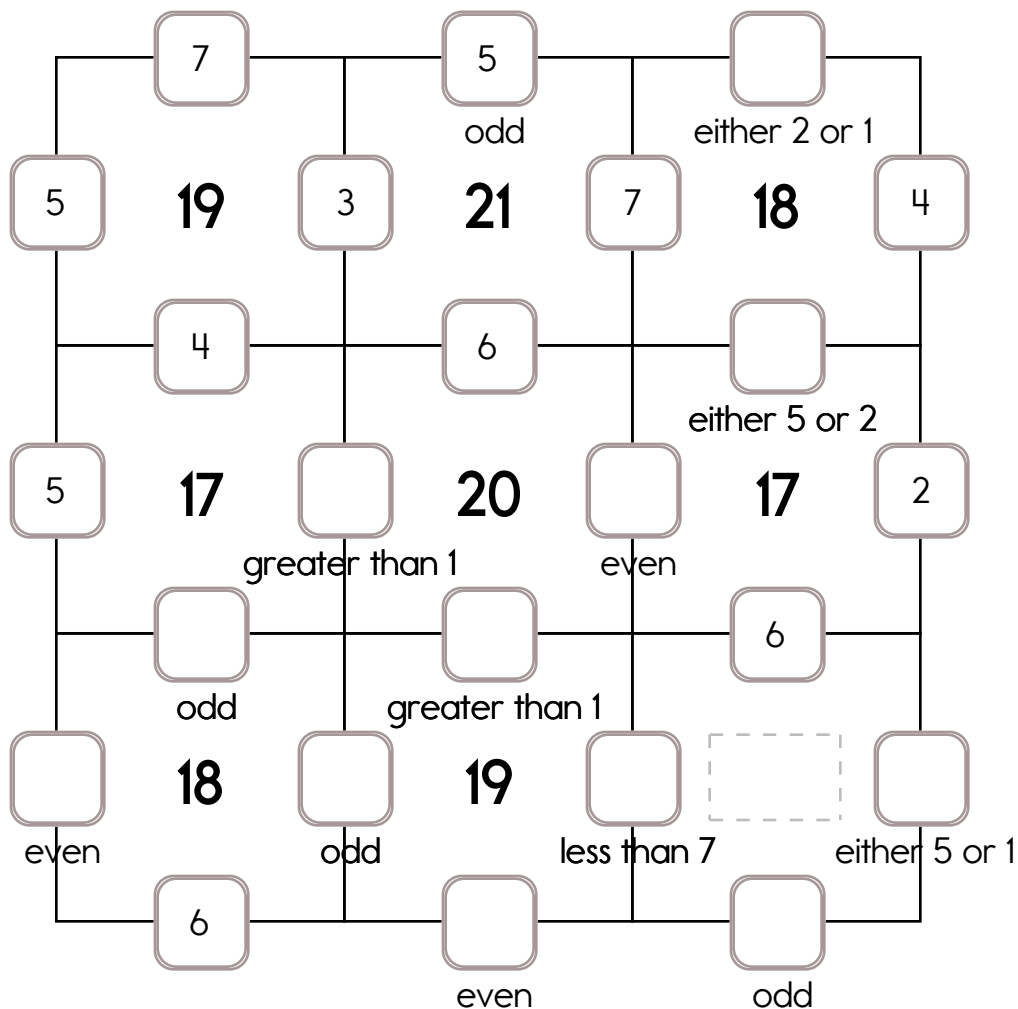 7 5
odd either 2 or 1
5 19 3 21 7 18 4
4 6
either 5 or 2
5 17 20 17 2
greater than 1 even
6
odd greater than 1
18 19
even odd less than 7 either 5 or 1
6
even odd